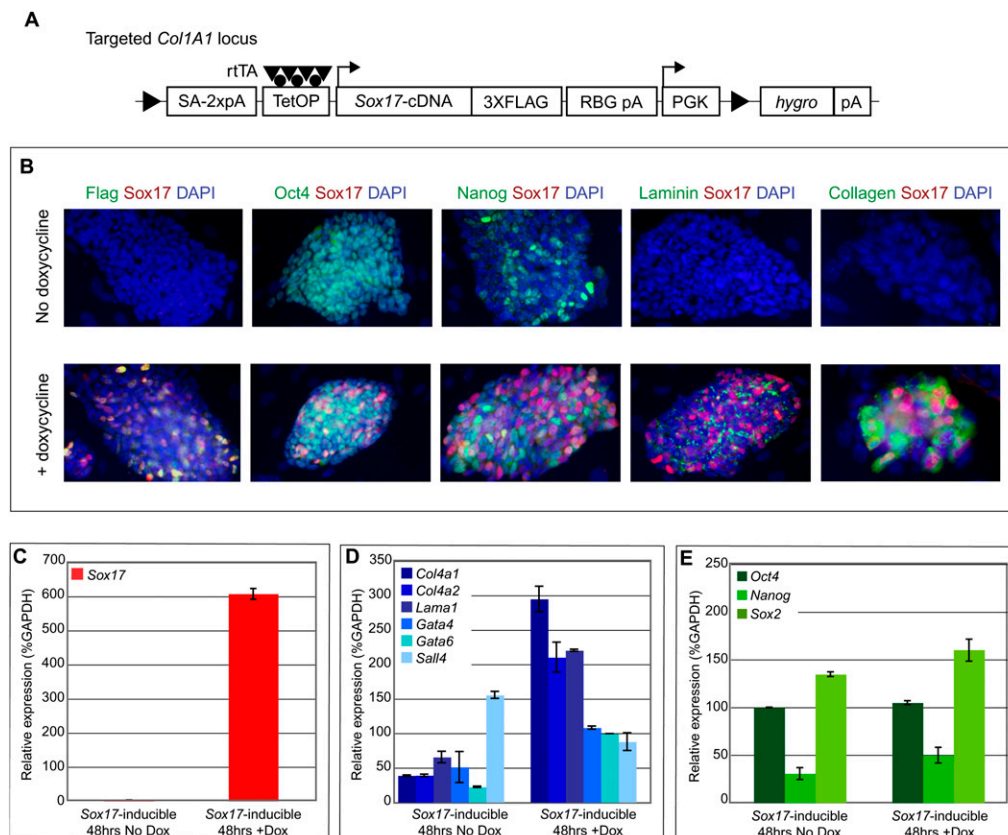 A
Targeted Col1A1 locus
rtTA
SA-2xpA TetOP Sox17-cDNA 3XFLAG RBG pA PGK hygro pA
B
Flag Sox17 DAPI Oct4 Sox17 DAPI Nanog Sox17 DAPI Laminin Sox17 DAPI Collagen Sox17 DAPI
No doxycycline
+ doxycycline
C
Relative expression (%GAPDH)
700
600
500
400
300
200
100
0
Sox17
Sox17-inducible
48hrs No Dox
Sox17-inducible
48hrs +Dox
D
Relative expression (%GAPDH)
350
300
250
200
150
100
50
0
Col4a1
Col4a2
Lama1
Gata4
Gata6
Sall4
Sox17-inducible
48hrs No Dox
Sox17-inducible
48hrs +Dox
E
Relative expression (%GAPDH)
250
200
150
100
50
0
Oct4
Nanog
Sox2
Sox17-inducible
48hrs No Dox
Sox17-inducible
48hrs +Dox